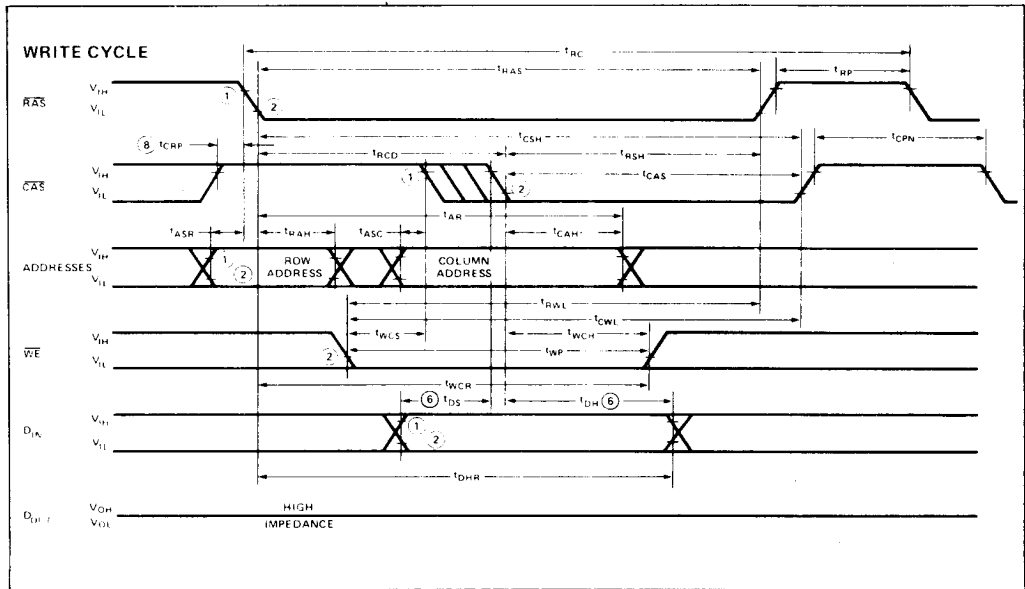 WRITE CYCLE
tRC
tRAS
tRP
RAS
VIH
VIL
1
2
tCSH
tCPN
8 tCRP
tRCD
tRSH
CAS
VIH
VIL
1
2
tCAS
tAR
tASR
tRAH
tASC
tCAH
ADDRESSES
VIH
VIL
1
2
ROW
ADDRESS
COLUMN
ADDRESS
tRWL
tCWL
tWCS
tWCH
WE
VIH
VIL
2
tWP
tWCR
6 tDS
tDH 6
DIN
VIH
VIL
1
2
tDHR
DOUT
VOH
VOL
HIGH
IMPEDANCE